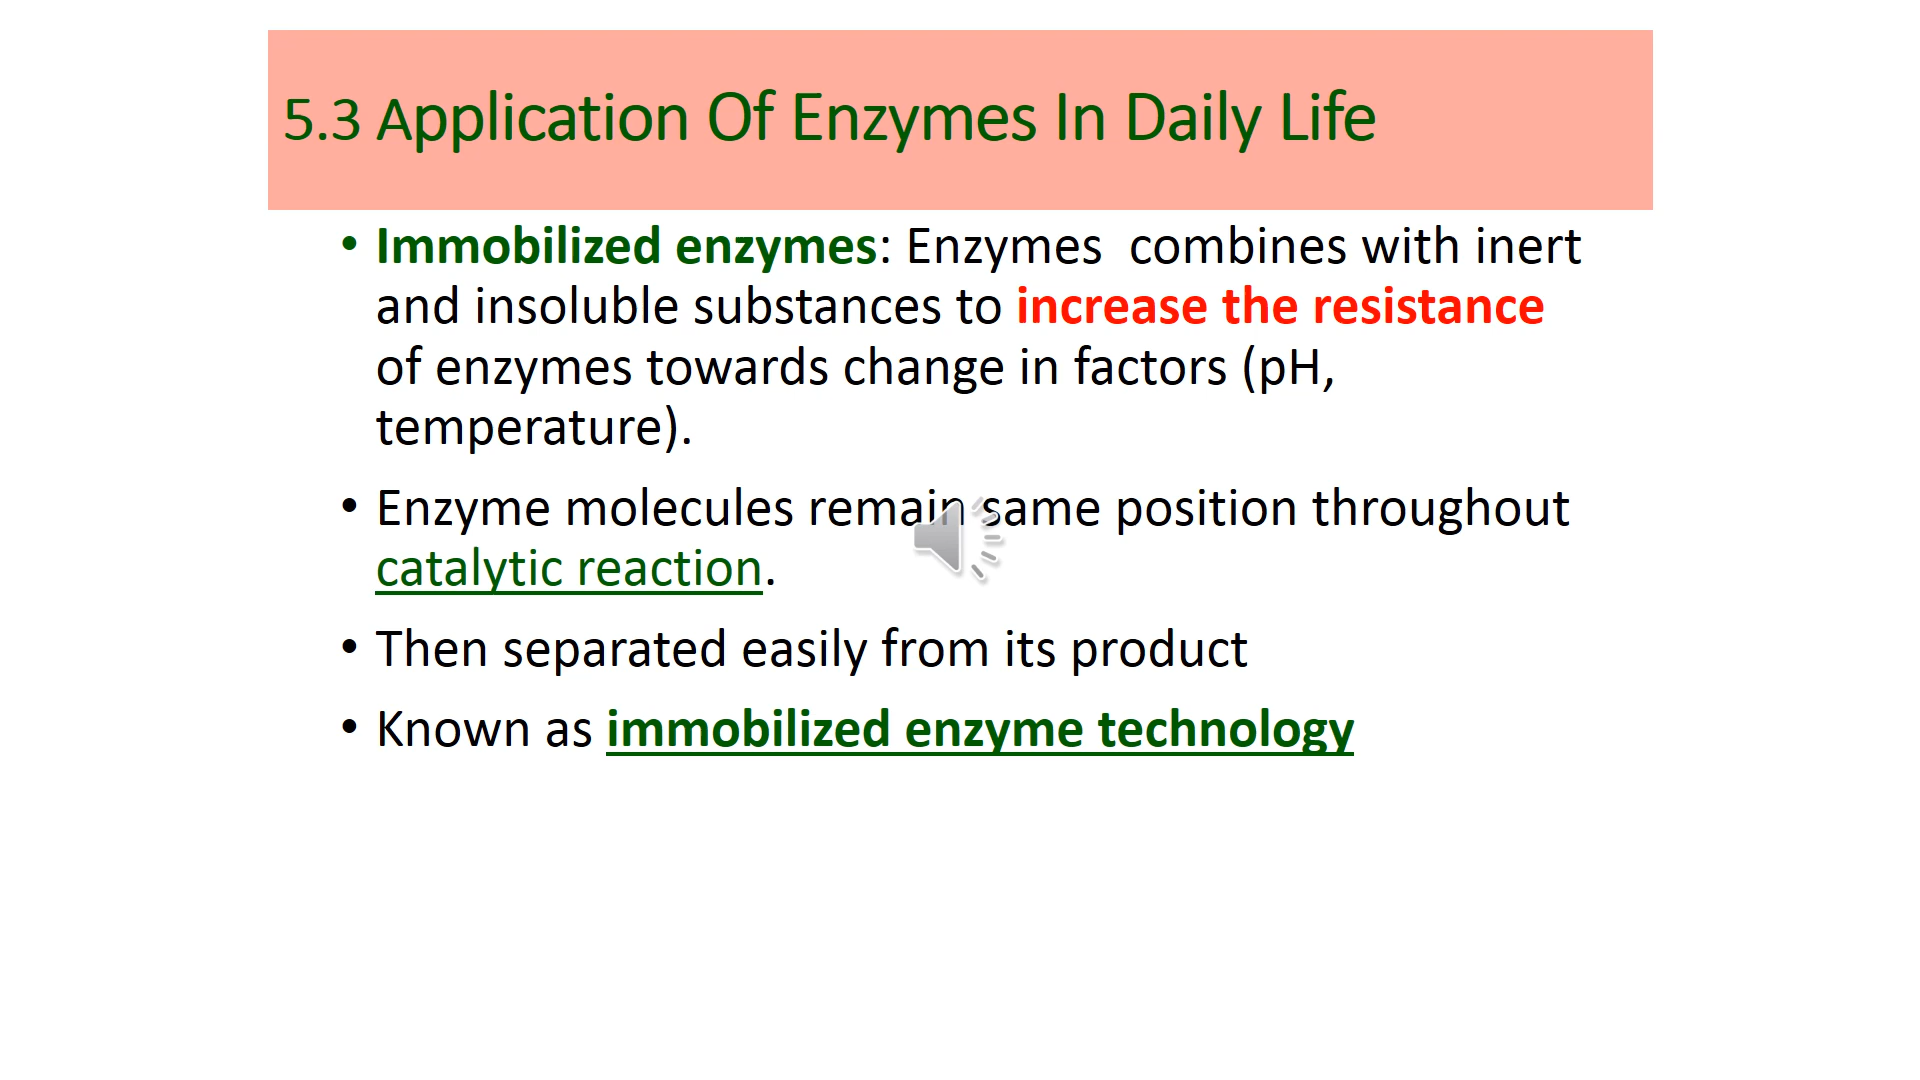 5.3 Application Of Enzymes In Daily Life
• Immobilized enzymes: Enzymes  combines with inert
and insoluble substances to increase the resistance
of enzymes towards change in factors (pH,
temperature).
• Enzyme molecules remain same position throughout
catalytic reaction.
• Then separated easily from its product
• Known as immobilized enzyme technology